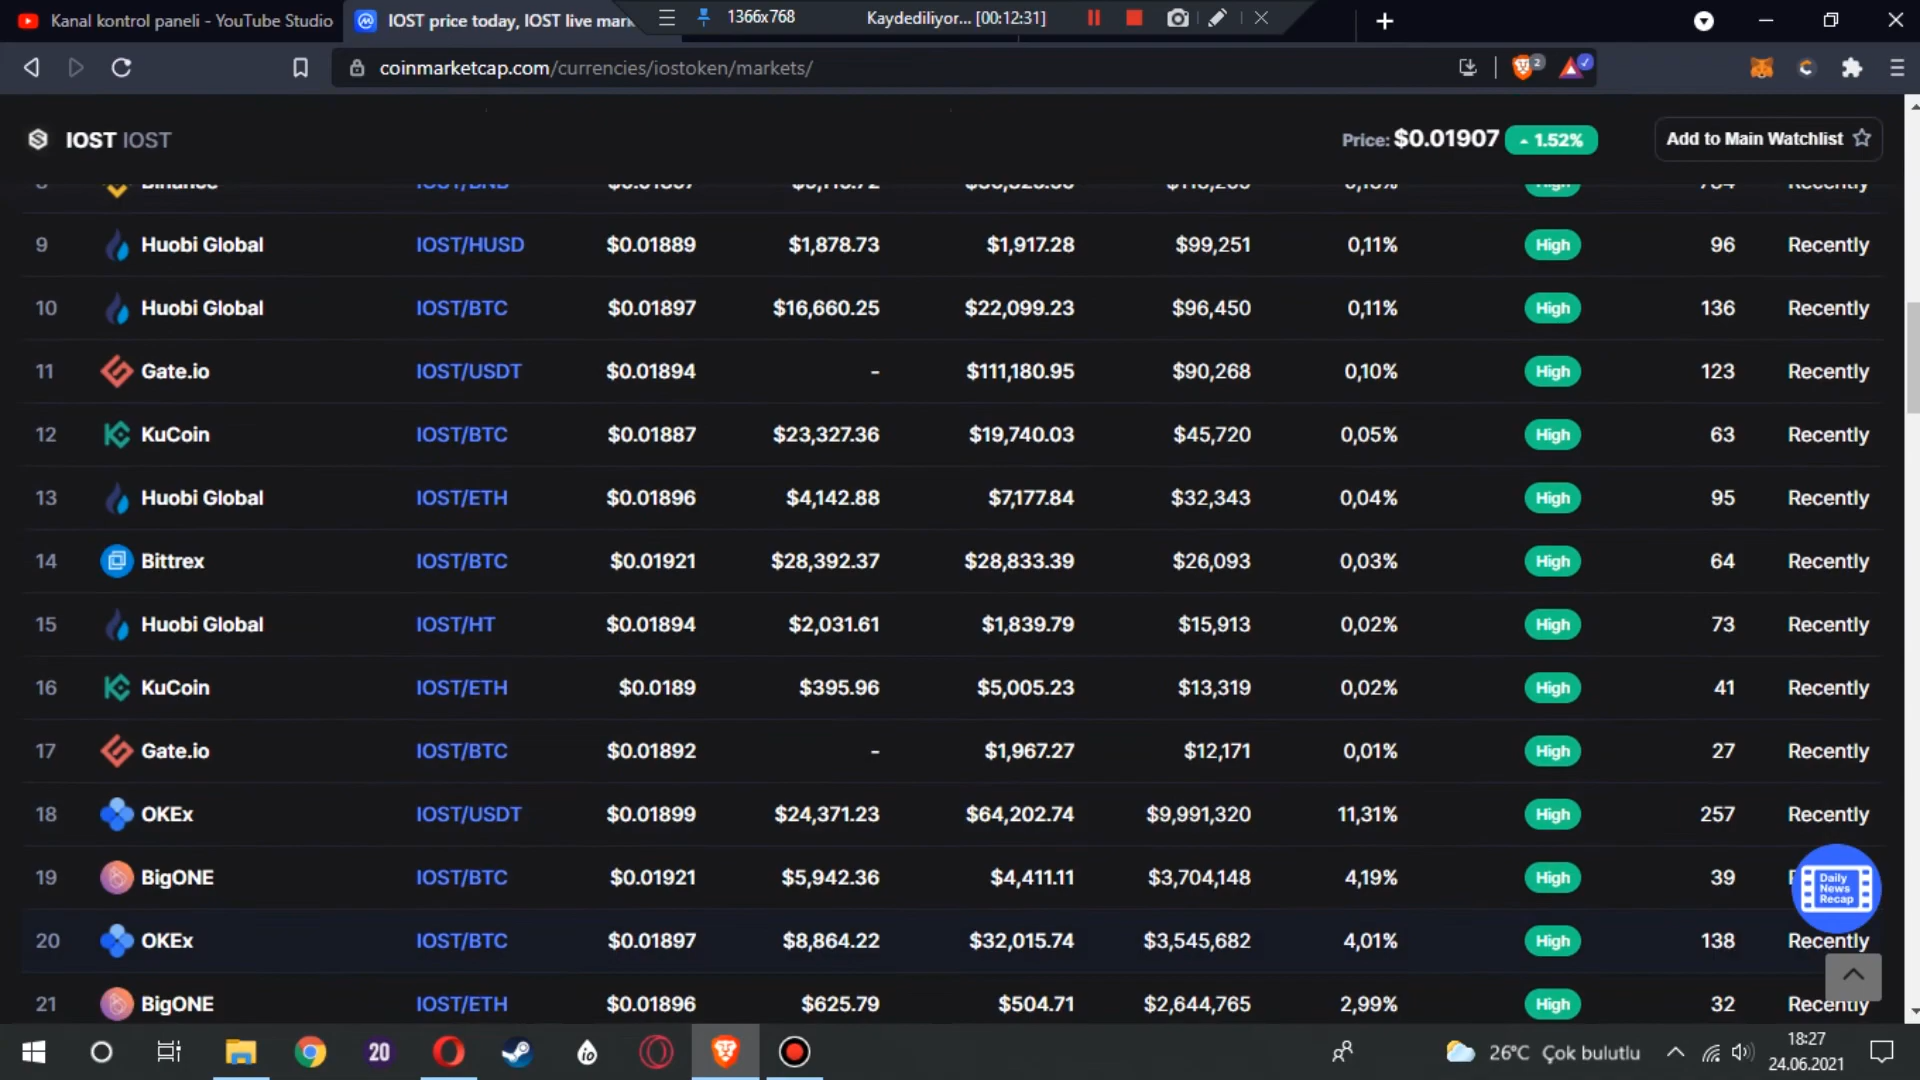 Kanal kontrol paneli - YouTube Studio
IOST price today, IOST live mark
1366x768
Kaydediliyor... [00:12:31]
coinmarketcap.com/currencies/iostoken/markets/
2
IOST IOST
Price: $0.01907
1.52%
Add to Main Watchlist
9 Huobi Global IOST/HUSD $0.01889 $1,878.73 $1,917.28 $99,251 0,11% High 96 Recently
10 Huobi Global IOST/BTC $0.01897 $16,660.25 $22,099.23 $96,450 0,11% High 136 Recently
11 Gate.io IOST/USDT $0.01894 - $111,180.95 $90,268 0,10% High 123 Recently
12 KuCoin IOST/BTC $0.01887 $23,327.36 $19,740.03 $45,720 0,05% High 63 Recently
13 Huobi Global IOST/ETH $0.01896 $4,142.88 $7,177.84 $32,343 0,04% High 95 Recently
14 Bittrex IOST/BTC $0.01921 $28,392.37 $28,833.39 $26,093 0,03% High 64 Recently
15 Huobi Global IOST/HT $0.01894 $2,031.61 $1,839.79 $15,913 0,02% High 73 Recently
16 KuCoin IOST/ETH $0.0189 $395.96 $5,005.23 $13,319 0,02% High 41 Recently
17 Gate.io IOST/BTC $0.01892 - $1,967.27 $12,171 0,01% High 27 Recently
18 OKEx IOST/USDT $0.01899 $24,371.23 $64,202.74 $9,991,320 11,31% High 257 Recently
19 BigONE IOST/BTC $0.01921 $5,942.36 $4,411.11 $3,704,148 4,19% High 39
Daily
News
Recap
20 OKEx IOST/BTC $0.01897 $8,864.22 $32,015.74 $3,545,682 4,01% High 138 Recently
21 BigONE IOST/ETH $0.01896 $625.79 $504.71 $2,644,765 2,99% High 32 Recently
20
io
26°C Çok bulutlu
18:27
24.06.2021